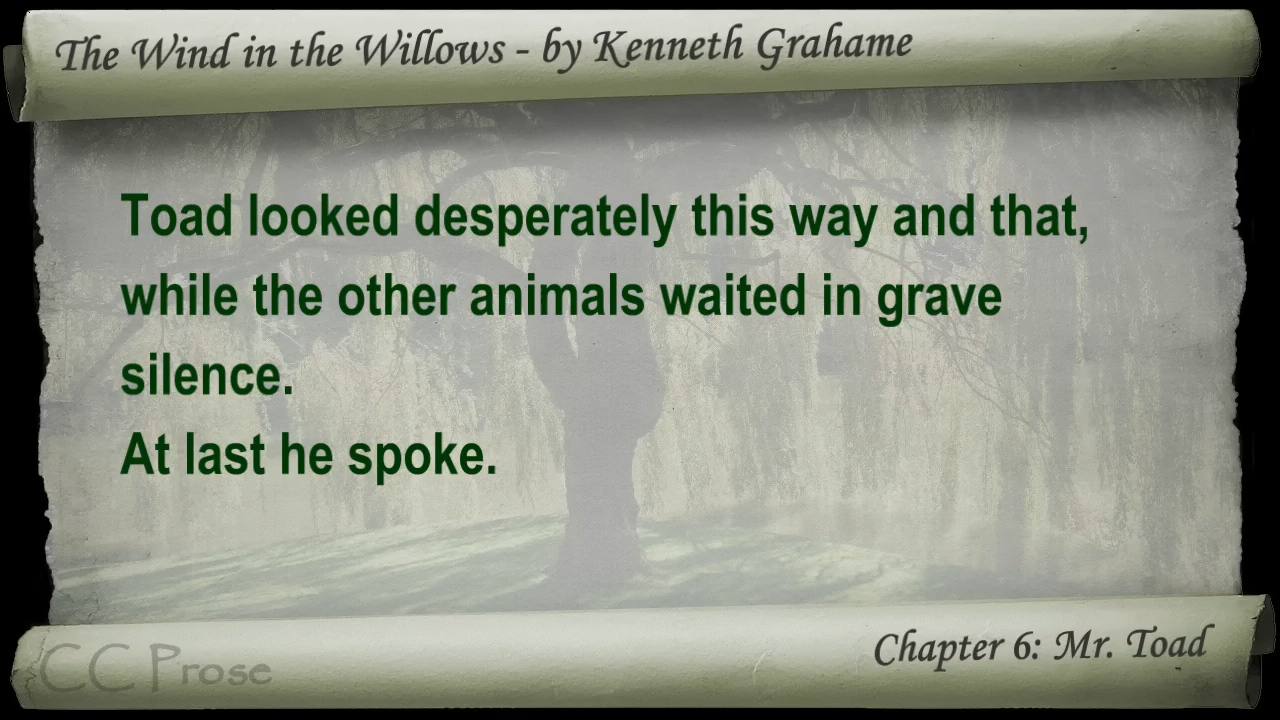 The Wind in the Willows - by Kenneth Grahame
Toad looked desperately this way and that,
while the other animals waited in grave
silence.
At last he spoke.
Chapter 6: Mr. Toad
CC Prose